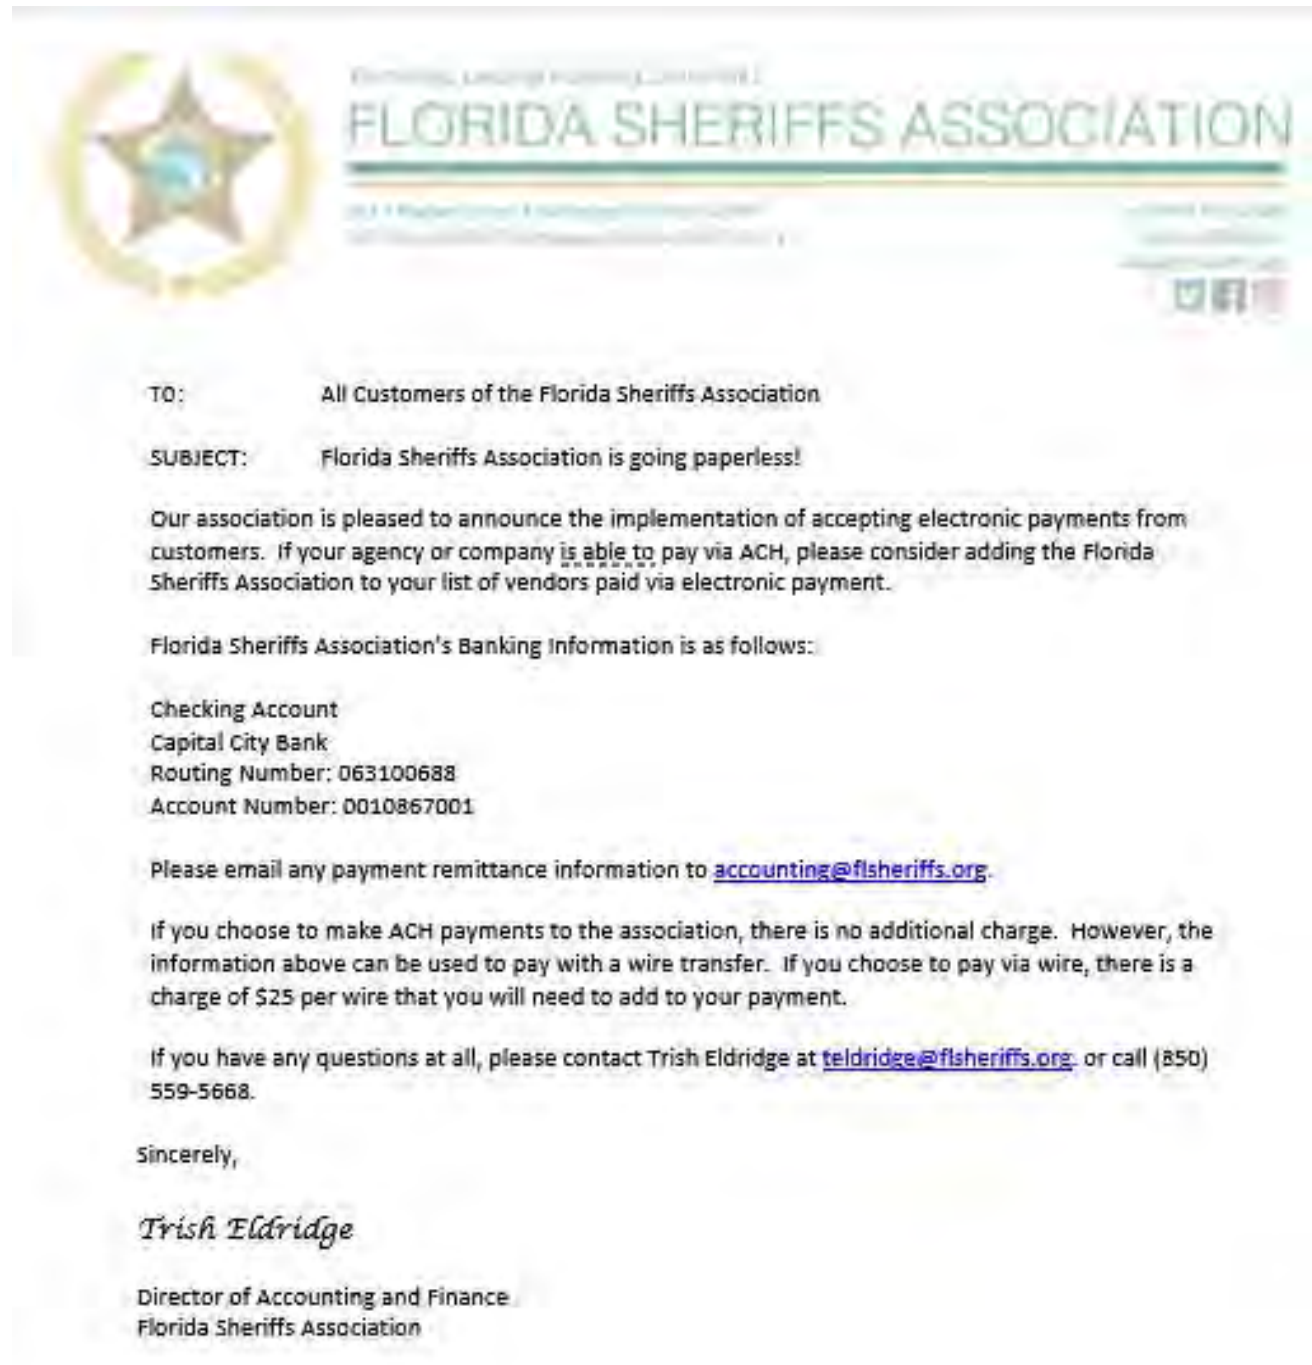 FLORIDA SHERIFFS ASSOCIATION
TO: All Customers of the Florida Sheriffs Association
SUBJECT: Florida Sheriffs Association is going paperless!
Our association is pleased to announce the implementation of accepting electronic payments from
customers. If your agency or company is able to pay via ACH, please consider adding the Florida
Sheriffs Association to your list of vendors paid via electronic payment.
Florida Sheriffs Association's Banking Information is as follows:
Checking Account
Capital City Bank
Routing Number: 063100688
Account Number: 0010867001
Please email any payment remittance information to accounting@flsheriffs.org.
If you choose to make ACH payments to the association, there is no additional charge. However, the
information above can be used to pay with a wire transfer. If you choose to pay via wire, there is a
charge of $25 per wire that you will need to add to your payment.
If you have any questions at all, please contact Trish Eldridge at teldridge@flsheriffs.org. or call (850)
559-5668.
Sincerely,
Trish Eldridge
Director of Accounting and Finance
Florida Sheriffs Association